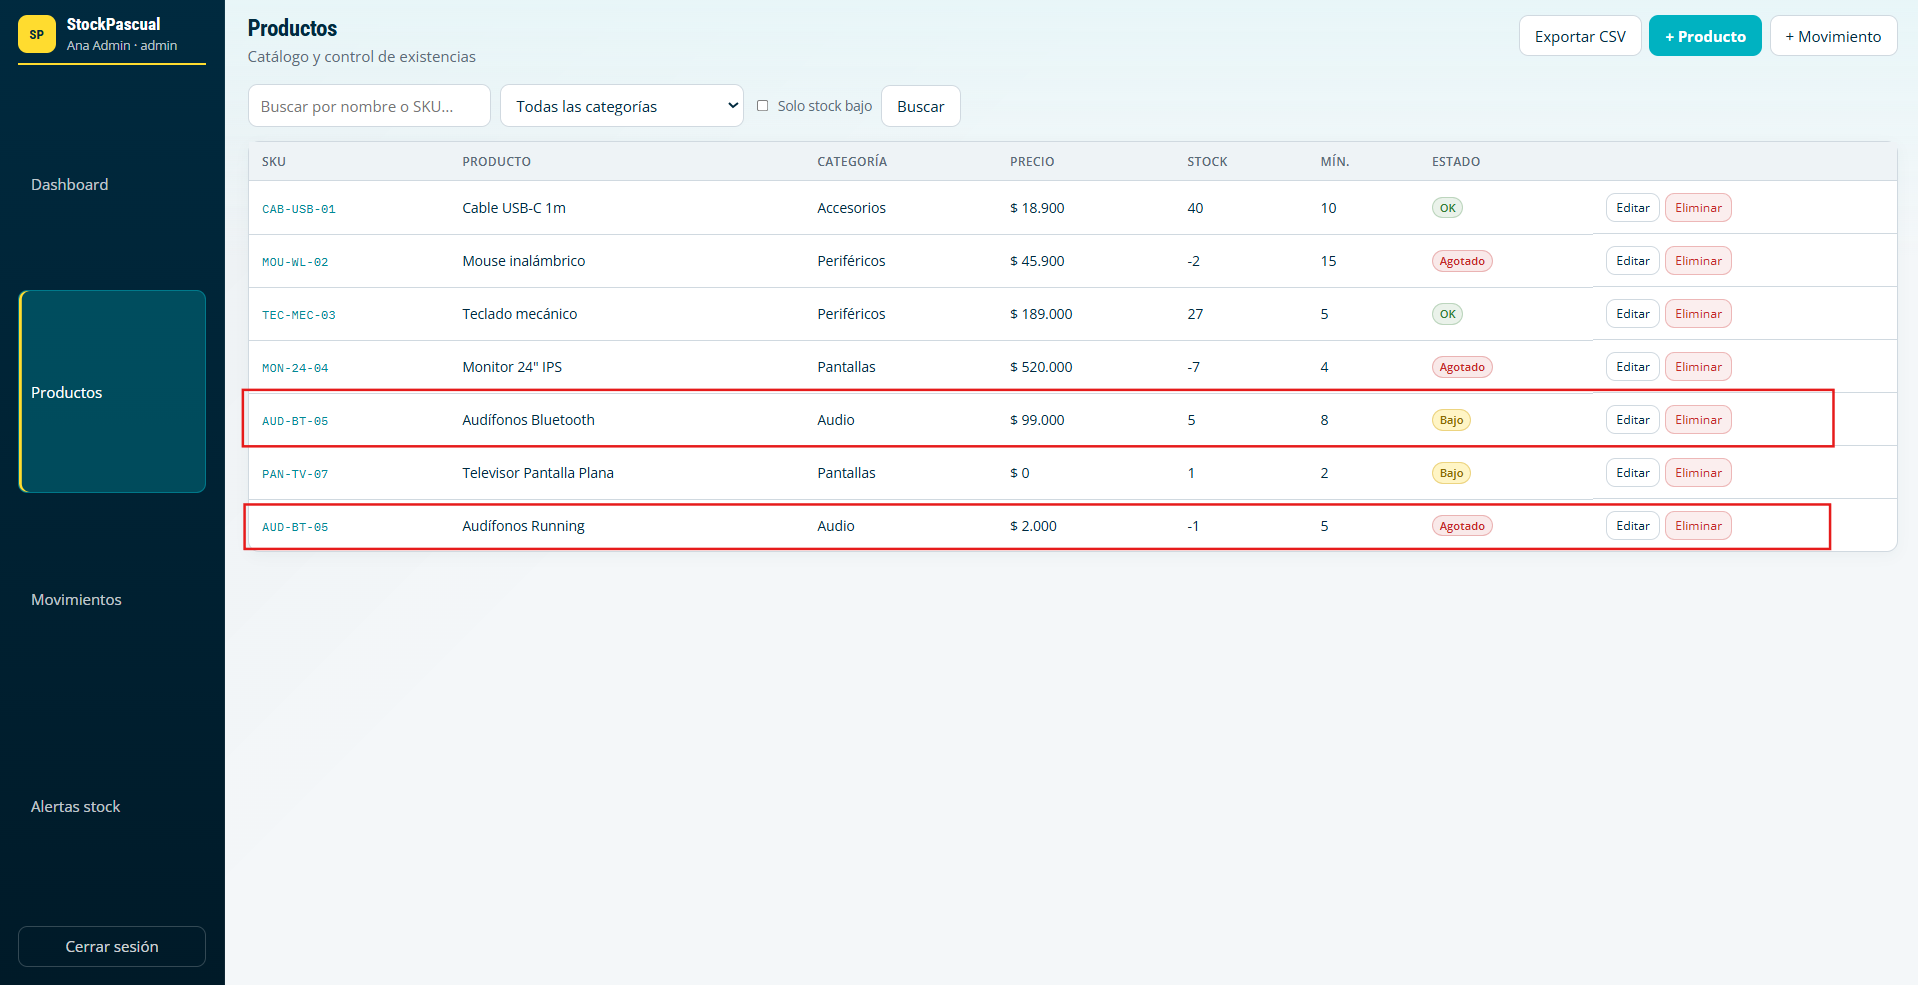 SP
StockPascual
Ana Admin · admin
Dashboard
Productos
Movimientos
Alertas stock
Cerrar sesión
Productos
Catálogo y control de existencias
Exportar CSV
+ Producto
+ Movimiento
Buscar por nombre o SKU...
Todas las categorías
Solo stock bajo
Buscar
SKU PRODUCTO CATEGORÍA PRECIO STOCK MÍN. ESTADO
CAB-USB-01 Cable USB-C 1m Accesorios $ 18.900 40 10 OK Editar Eliminar
MOU-WL-02 Mouse inalámbrico Periféricos $ 45.900 -2 15 Agotado Editar Eliminar
TEC-MEC-03 Teclado mecánico Periféricos $ 189.000 27 5 OK Editar Eliminar
MON-24-04 Monitor 24" IPS Pantallas $ 520.000 -7 4 Agotado Editar Eliminar
AUD-BT-05 Audífonos Bluetooth Audio $ 99.000 5 8 Bajo Editar Eliminar
PAN-TV-07 Televisor Pantalla Plana Pantallas $ 0 1 2 Bajo Editar Eliminar
AUD-BT-05 Audífonos Running Audio $ 2.000 -1 5 Agotado Editar Eliminar